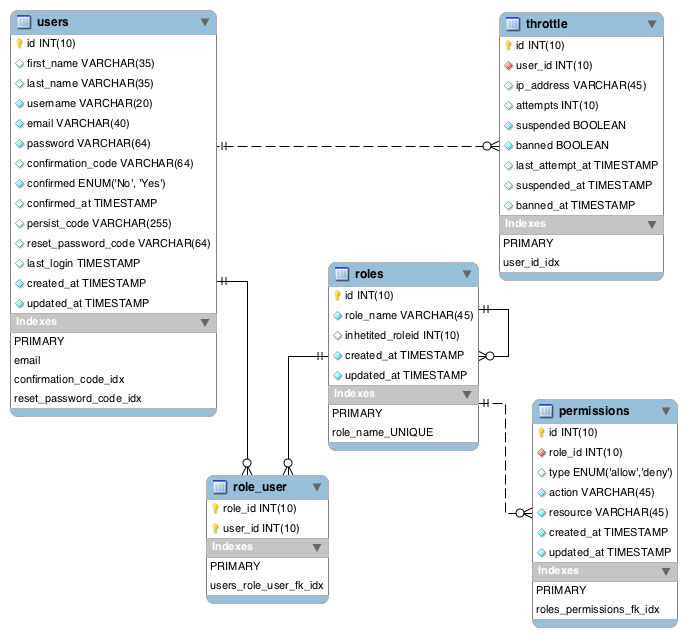 users
id INT(10)
first_name VARCHAR(35)
last_name VARCHAR(35)
username VARCHAR(20)
email VARCHAR(40)
password VARCHAR(64)
confirmation_code VARCHAR(64)
confirmed ENUM('No', 'Yes')
confirmed_at TIMESTAMP
persist_code VARCHAR(255)
reset_password_code VARCHAR(64)
last_login TIMESTAMP
created_at TIMESTAMP
updated_at TIMESTAMP
Indexes
PRIMARY
email
confirmation_code_idx
reset_password_code_idx
throttle
id INT(10)
user_id INT(10)
ip_address VARCHAR(45)
attempts INT(10)
suspended BOOLEAN
banned BOOLEAN
last_attempt_at TIMESTAMP
suspended_at TIMESTAMP
banned_at TIMESTAMP
Indexes
PRIMARY
user_id_idx
roles
id INT(10)
role_name VARCHAR(45)
inhetited_roleid INT(10)
created_at TIMESTAMP
updated_at TIMESTAMP
Indexes
PRIMARY
role_name_UNIQUE
permissions
id INT(10)
role_id INT(10)
type ENUM('allow','deny')
action VARCHAR(45)
resource VARCHAR(45)
created_at TIMESTAMP
updated_at TIMESTAMP
Indexes
PRIMARY
roles_permissions_fk_idx
role_user
role_id INT(10)
user_id INT(10)
Indexes
PRIMARY
users_role_user_fk_idx